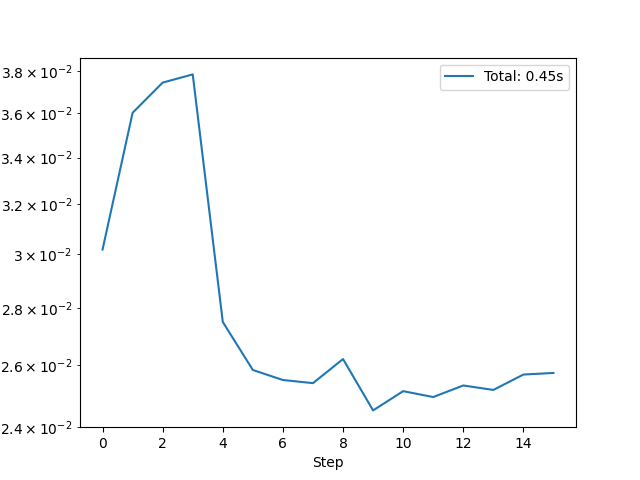 3.8 × 10⁻²
3.6 × 10⁻²
3.4 × 10⁻²
3.2 × 10⁻²
3 × 10⁻²
2.8 × 10⁻²
2.6 × 10⁻²
2.4 × 10⁻²
Total: 0.45s
0 2 4 6 8 10 12 14
Step